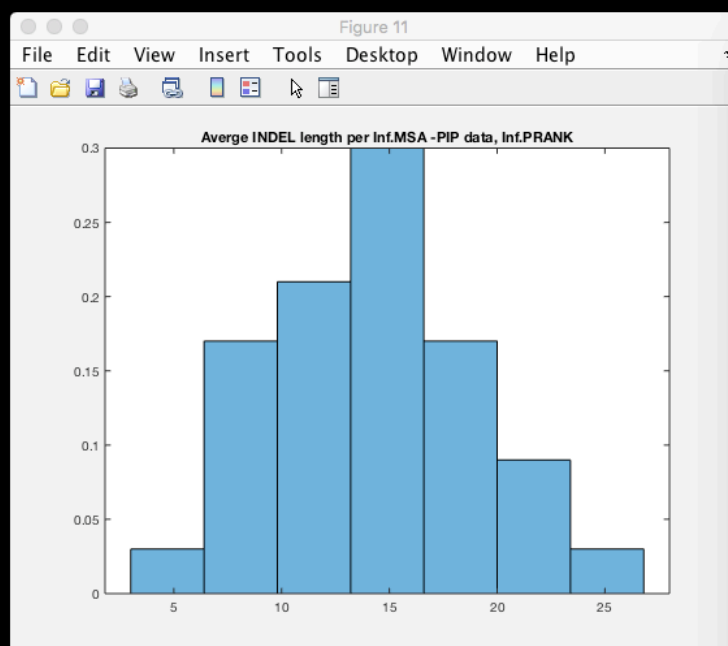 Figure 11
File Edit View Insert Tools Desktop Window Help
Averge INDEL length per Inf.MSA -PIP data, Inf.PRANK
0.3
0.25
0.2
0.15
0.1
0.05
0
5 10 15 20 25